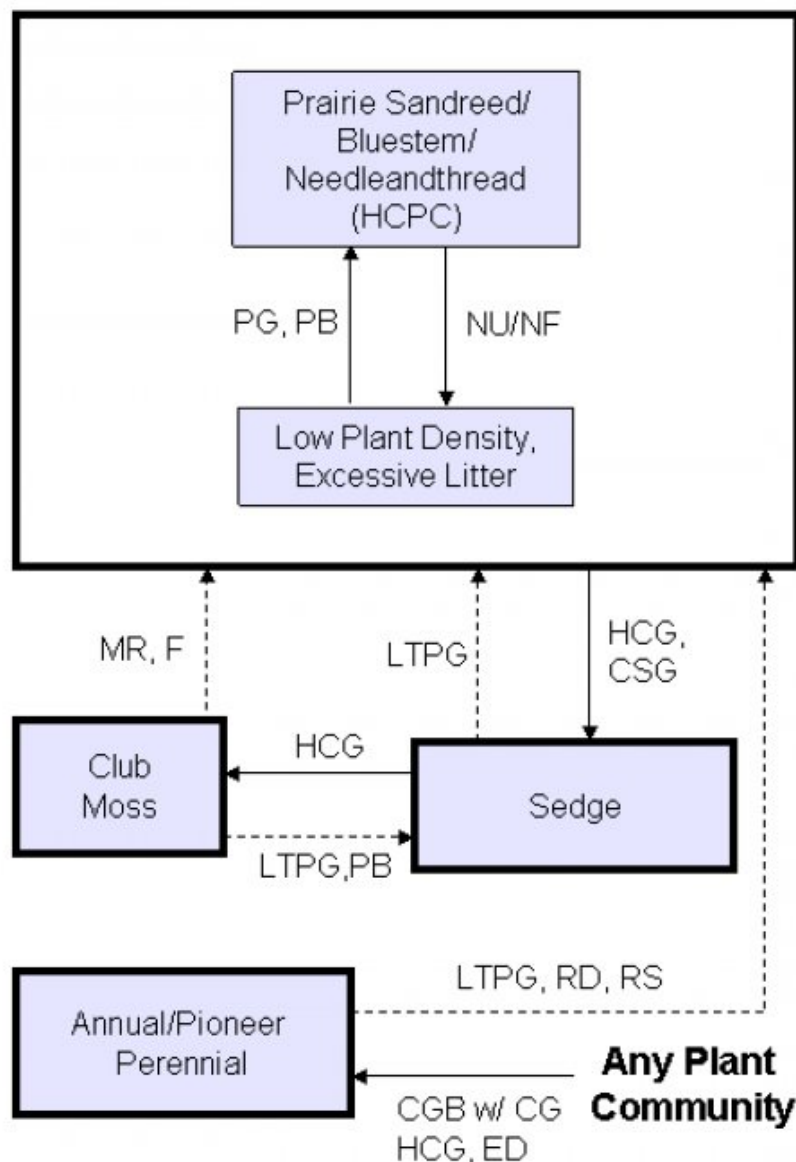 Prairie Sandreed/
Bluestem/
Needleandthread
(HCPC)
PG, PB
NU/NF
Low Plant Density,
Excessive Litter
MR, F
LTPG
HCG,
CSG
Club
Moss
HCG
Sedge
LTPG,PB
Annual/Pioneer
Perennial
LTPG, RD, RS
Any Plant
Community
CGB w/ CG
HCG, ED